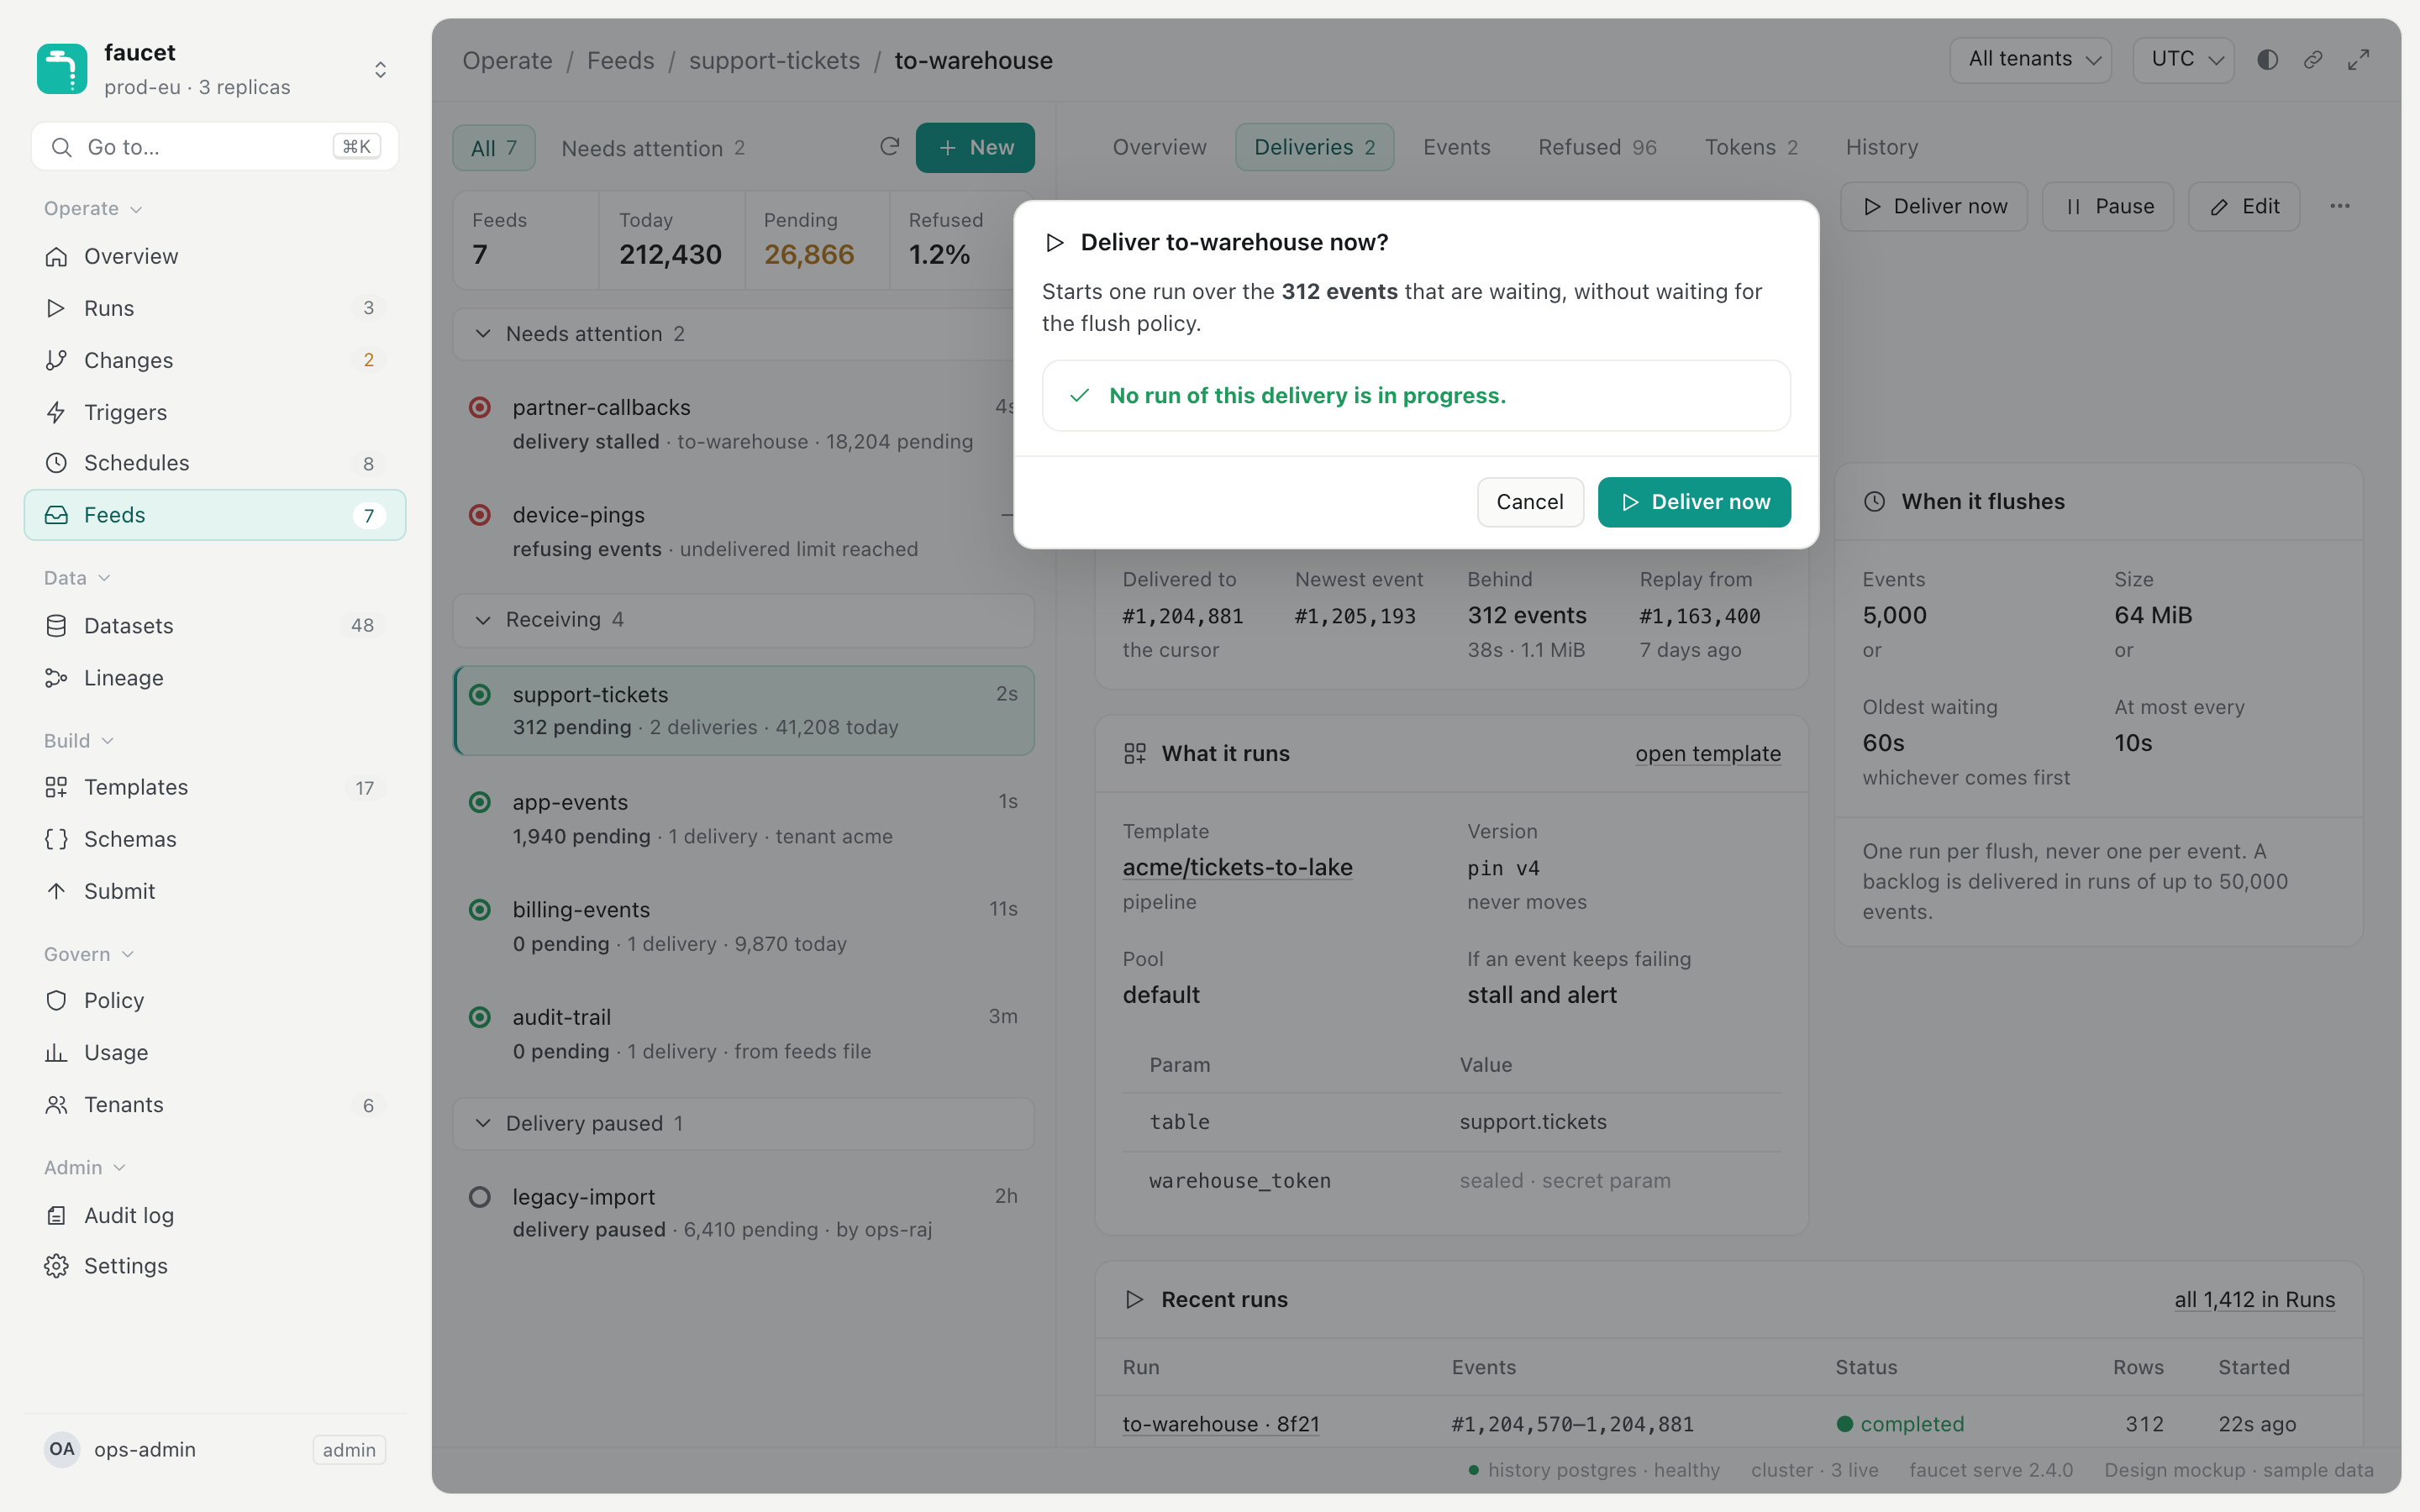 faucet
prod-eu · 3 replicas
Go to...
⌘K
Operate
Overview
Runs 3
Changes 2
Triggers
Schedules 8
Feeds 7
Data
Datasets 48
Lineage
Build
Templates 17
Schemas
Submit
Govern
Policy
Usage
Tenants 6
Admin
Audit log
Settings
OA ops-admin admin
Operate / Feeds / support-tickets / to-warehouse
All tenants
UTC
All 7
Needs attention 2
New
Feeds
7
Today
212,430
Pending
26,866
Refused
1.2%
Needs attention 2
partner-callbacks
delivery stalled · to-warehouse · 18,204 pending
device-pings
refusing events · undelivered limit reached
Receiving 4
support-tickets 2s
312 pending · 2 deliveries · 41,208 today
app-events 1s
1,940 pending · 1 delivery · tenant acme
billing-events 11s
0 pending · 1 delivery · 9,870 today
audit-trail 3m
0 pending · 1 delivery · from feeds file
Delivery paused 1
legacy-import 2h
delivery paused · 6,410 pending · by ops-raj
Overview
Deliveries 2
Events
Refused 96
Tokens 2
History
Deliver now
Pause
Edit
Deliver to-warehouse now?
Starts one run over the 312 events that are waiting, without waiting for
the flush policy.
No run of this delivery is in progress.
Cancel
Deliver now
Delivered to
#1,204,881
the cursor
Newest event
#1,205,193
Behind
312 events
38s · 1.1 MiB
Replay from
#1,163,400
7 days ago
When it flushes
Events
5,000
or
Size
64 MiB
or
Oldest waiting
60s
whichever comes first
At most every
10s
One run per flush, never one per event. A
backlog is delivered in runs of up to 50,000
events.
What it runs
open template
Template
acme/tickets-to-lake
pipeline
Version
pin v4
never moves
Pool
default
If an event keeps failing
stall and alert
Param Value
table support.tickets
warehouse_token sealed · secret param
Recent runs
all 1,412 in Runs
Run Events Status Rows Started
to-warehouse · 8f21 #1,204,570–1,204,881 completed 312 22s ago
history postgres · healthy
cluster · 3 live
faucet serve 2.4.0
Design mockup · sample data